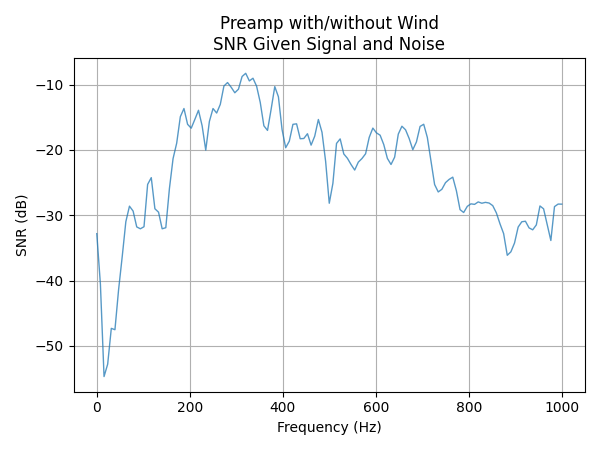 Preamp with/without Wind
SNR Given Signal and Noise
SNR (dB)
−10
−20
−30
−40
−50
0 200 400 600 800 1000
Frequency (Hz)